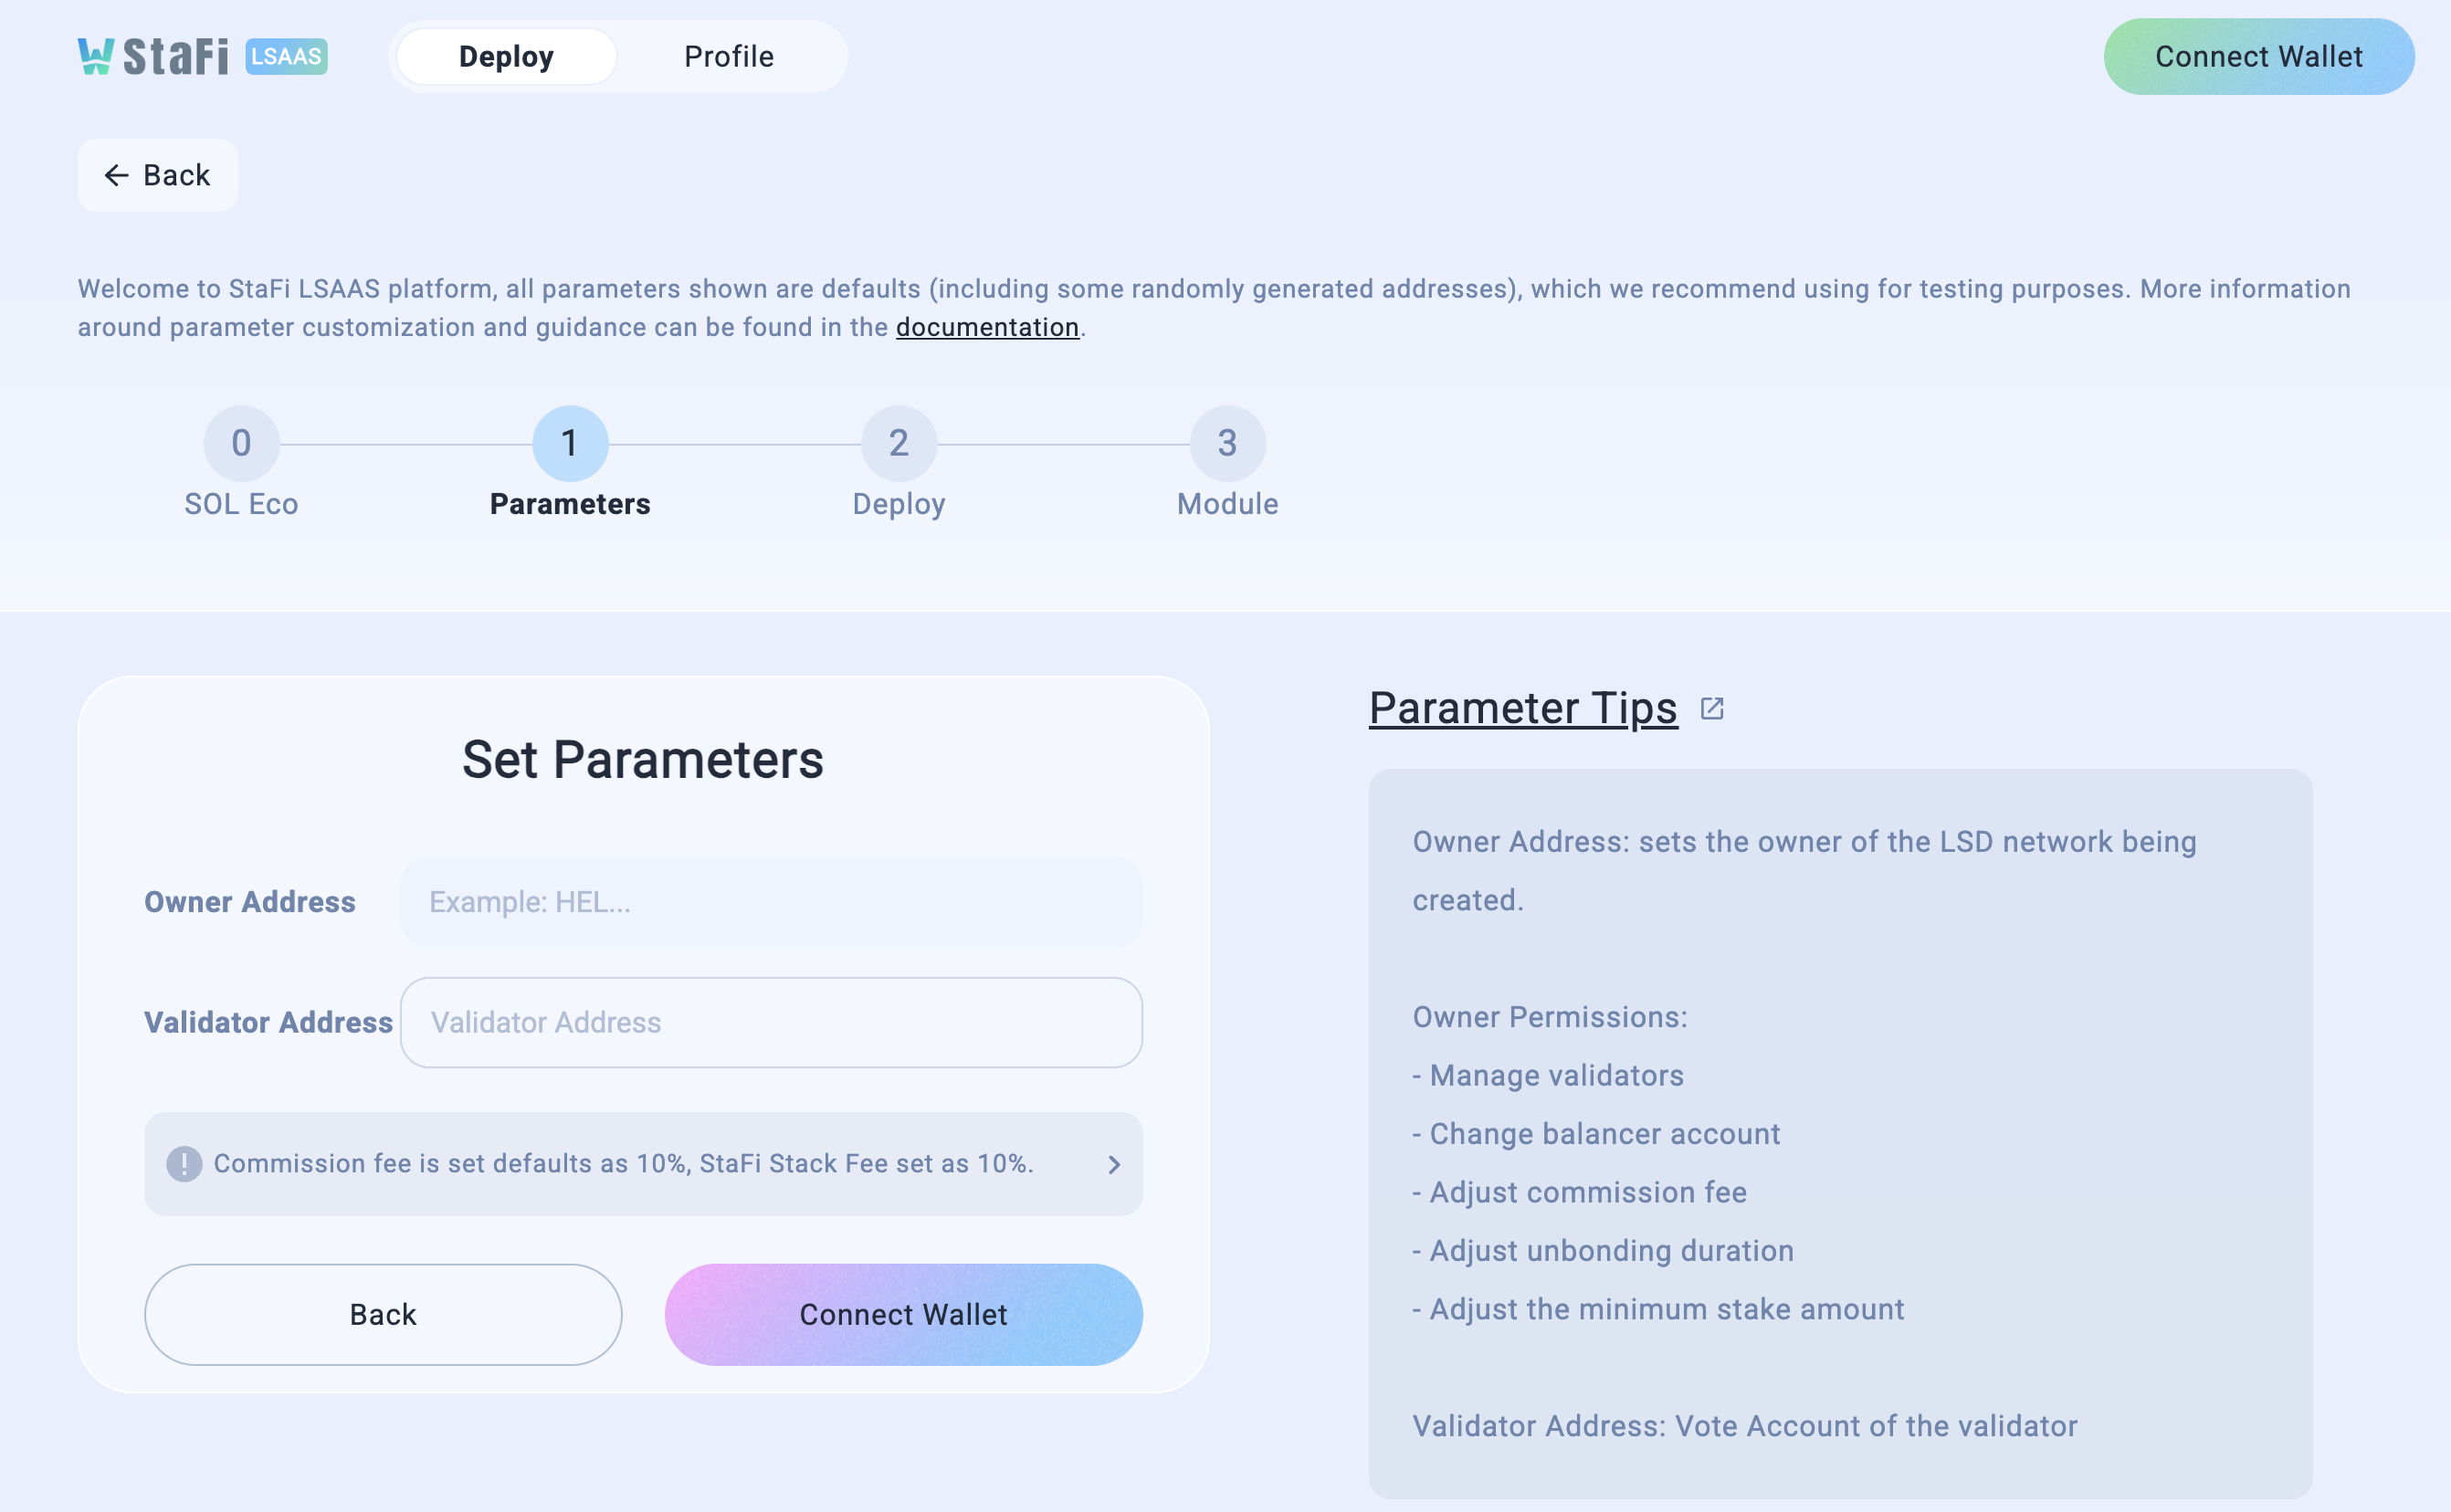 StaFi LSAAS
Deploy
Profile
Connect Wallet
Back
Welcome to StaFi LSAAS platform, all parameters shown are defaults (including some randomly generated addresses), which we recommend using for testing purposes. More information
around parameter customization and guidance can be found in the documentation.
0
1
2
3
SOL Eco
Parameters
Deploy
Module
Set Parameters
Owner Address
Example: HEL...
Validator Address
Validator Address
Commission fee is set defaults as 10%, StaFi Stack Fee set as 10%.
Back
Connect Wallet
Parameter Tips
Owner Address: sets the owner of the LSD network being
created.
Owner Permissions:
- Manage validators
- Change balancer account
- Adjust commission fee
- Adjust unbonding duration
- Adjust the minimum stake amount
Validator Address: Vote Account of the validator